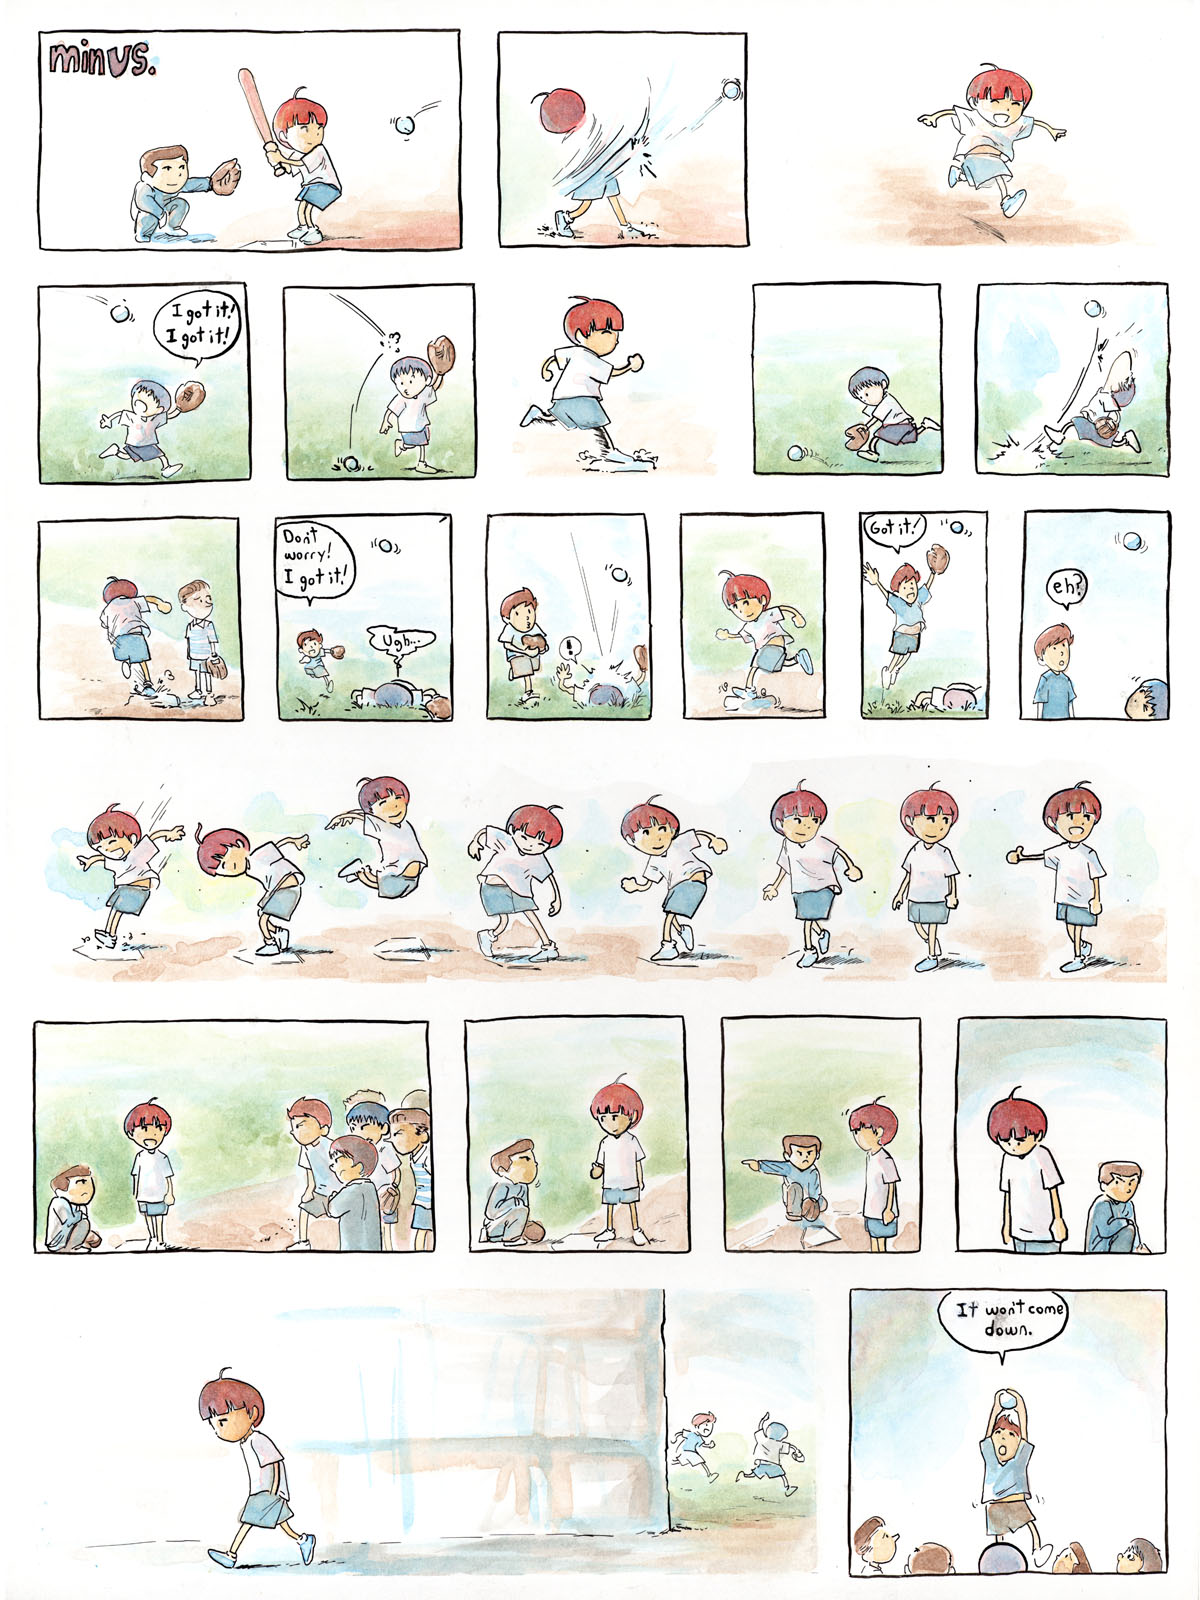 minus.
I got it!
I got it!
Don't
worry!
I got it!
Ugh...
!
Got it!
eh?
It won't come
down.